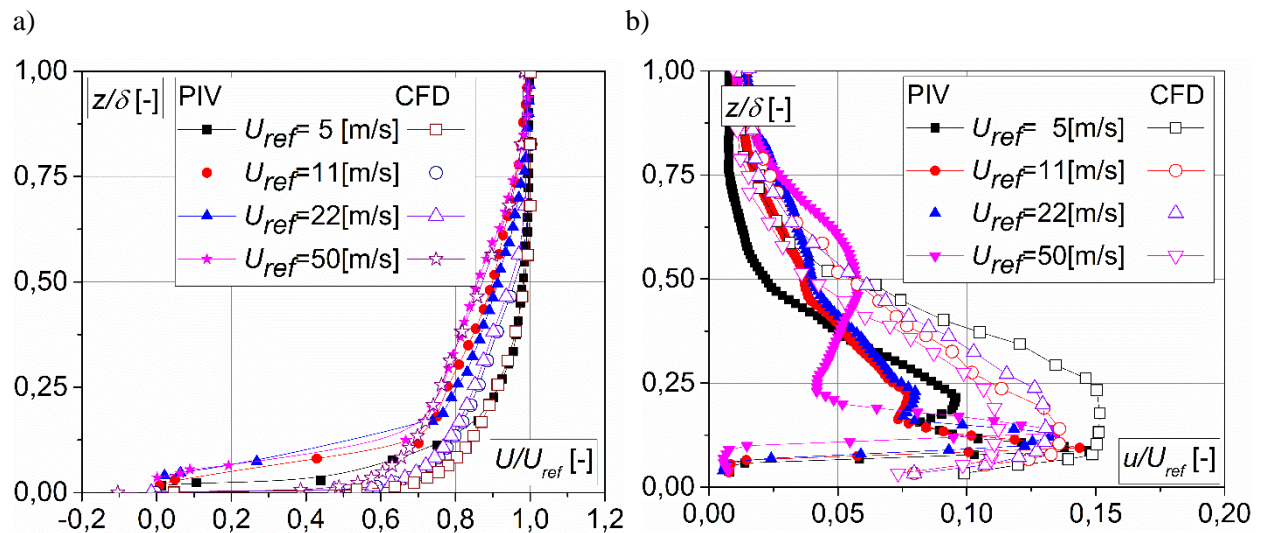 a)
b)
1,00
0,75
0,50
0,25
0,00
z/δ [-]
PIV
CFD
U_ref = 5 [m/s]
U_ref = 11 [m/s]
U_ref = 22 [m/s]
U_ref = 50 [m/s]
U/U_ref [-]
-0,2 0,0 0,2 0,4 0,6 0,8 1,0 1,2
1,00
0,75
0,50
0,25
0,00
z/δ [-]
PIV
CFD
U_ref = 5[m/s]
U_ref = 11[m/s]
U_ref = 22[m/s]
U_ref = 50[m/s]
u/U_ref [-]
0,00 0,05 0,10 0,15 0,20